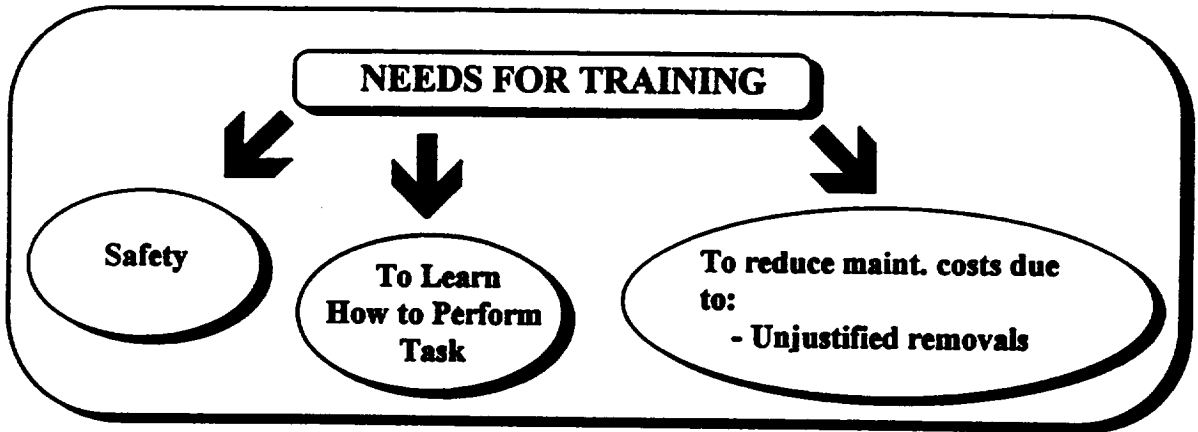 NEEDS FOR TRAINING
Safety
To Learn
How to Perform
Task
To reduce maint. costs due
to:
- Unjustified removals